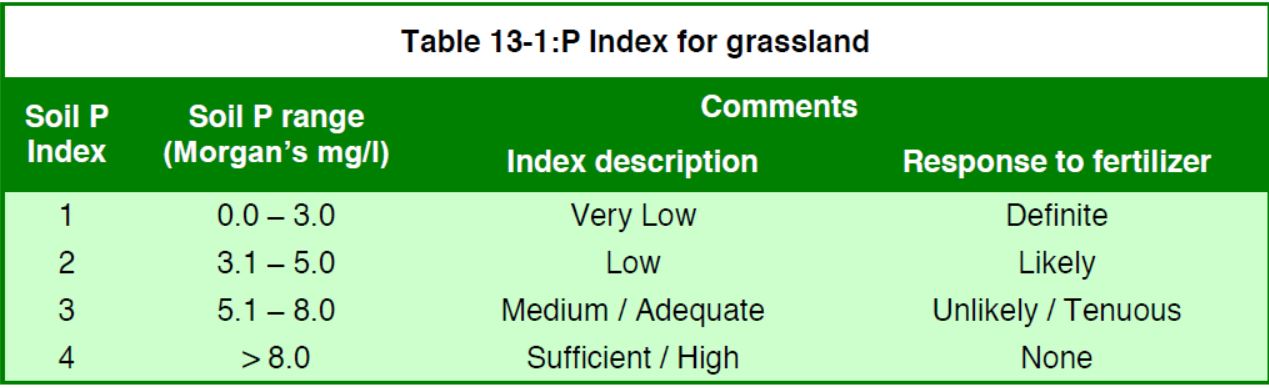 Table 13-1:P Index for grassland
Soil P Index
Soil P range (Morgan's mg/l)
Comments
Index description
Response to fertilizer
1 0.0 – 3.0 Very Low Definite
2 3.1 – 5.0 Low Likely
3 5.1 – 8.0 Medium / Adequate Unlikely / Tenuous
4 > 8.0 Sufficient / High None